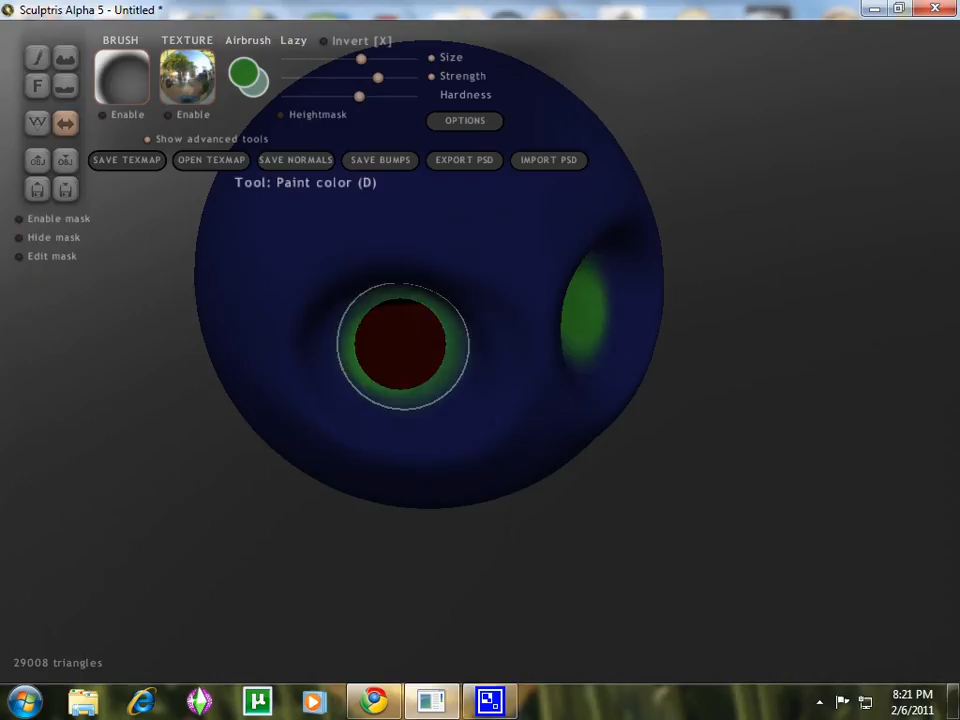 Sculptris Alpha 5 - Untitled *
BRUSH TEXTURE Airbrush Lazy Invert [X]
Size
Strength
Hardness
Enable Enable Heightmask
OPTIONS
Show advanced tools
SAVE TEXMAP OPEN TEXMAP SAVE NORMALS SAVE BUMPS EXPORT PSD IMPORT PSD
Tool: Paint color (D)
F
OBJ OBJ
Enable mask
Hide mask
Edit mask
29008 triangles
µ
8:21 PM
2/6/2011